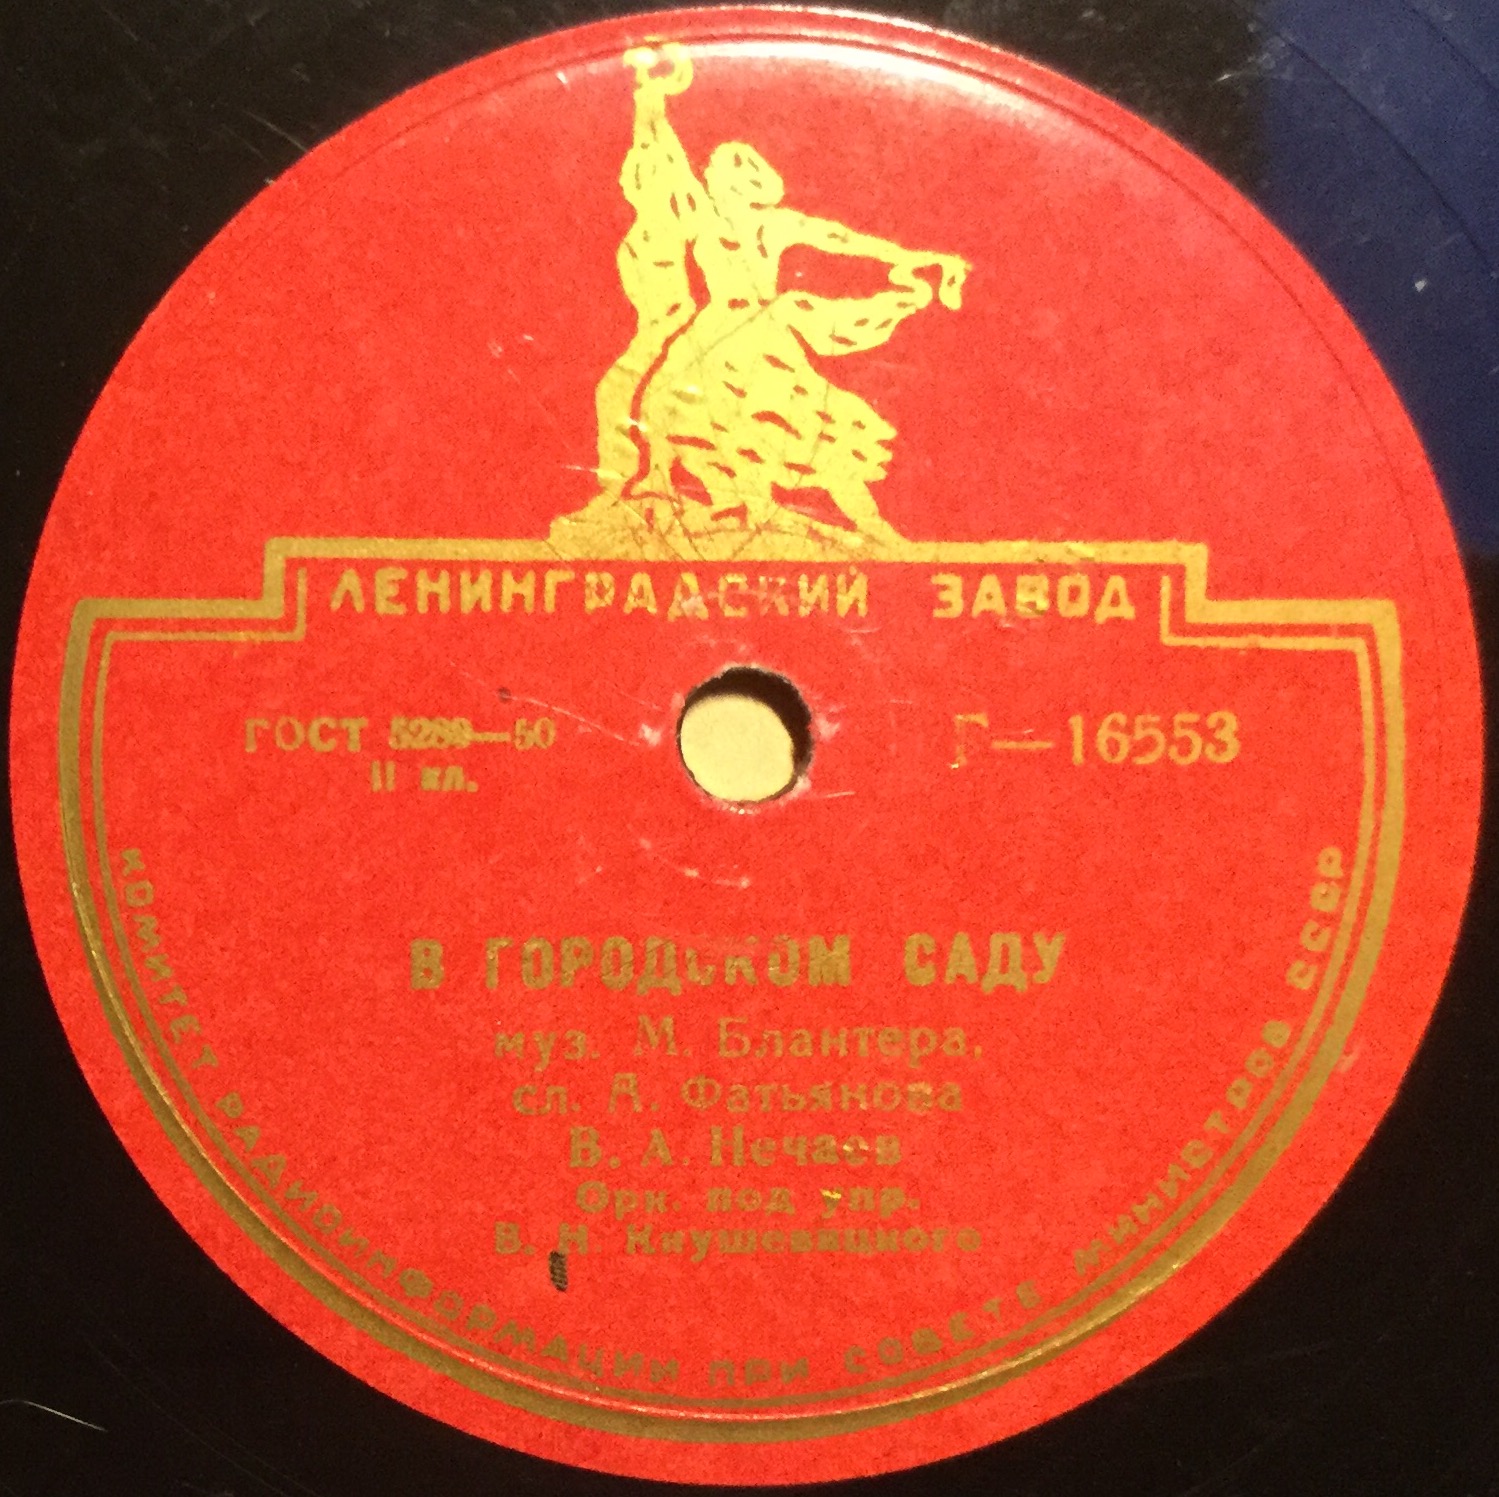 ЛЕНИНГРАДСКИЙ ЗАВОД
ГОСТ 5289—50
II кл.
Г—16553
В ГОРОДСКОМ САДУ
муз. М. Блантера,
сл. А. Фатьянова
В. А. Нечаев
Орк. под упр.
В. Н. Кнушевицкого
КОМИТЕТ РАДИОИНФОРМАЦИИ ПРИ СОВЕТЕ МИНИСТРОВ СССР